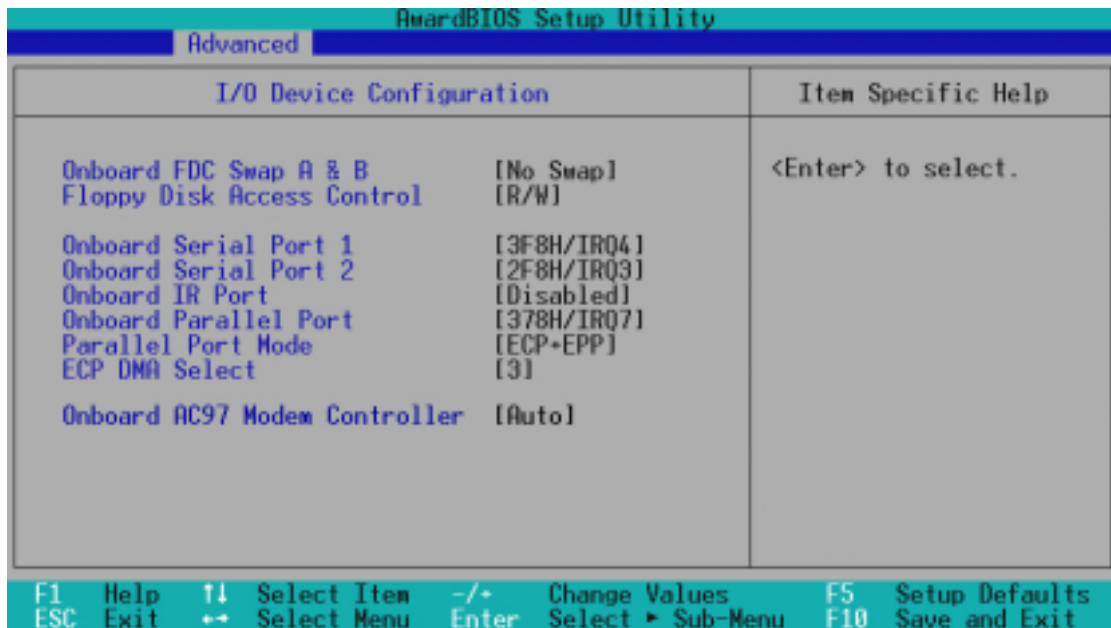 AwardBIOS Setup Utility
Advanced
I/O Device Configuration
Item Specific Help
Onboard FDC Swap A & B [No Swap]
Floppy Disk Access Control [R/W]
Onboard Serial Port 1 [3F8H/IRQ4]
Onboard Serial Port 2 [2F8H/IRQ3]
Onboard IR Port [Disabled]
Onboard Parallel Port [378H/IRQ7]
Parallel Port Mode [ECP+EPP]
ECP DMA Select [3]
Onboard AC97 Modem Controller [Auto]
<Enter> to select.
F1 Help ↑↓ Select Item -/+ Change Values F5 Setup Defaults
ESC Exit ←→ Select Menu Enter Select ► Sub-Menu F10 Save and Exit